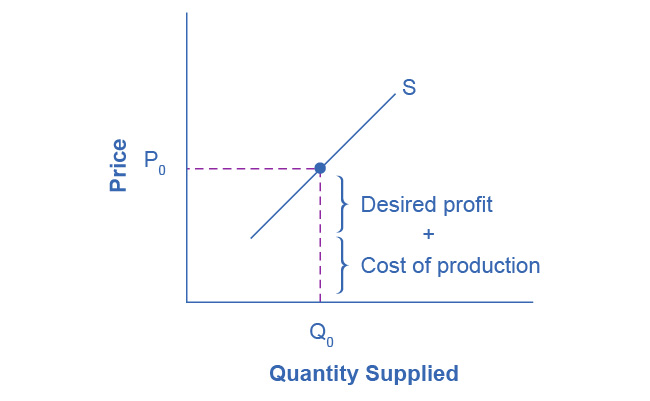 S
P₀
Price
Desired profit
+
Cost of production
Q₀
Quantity Supplied